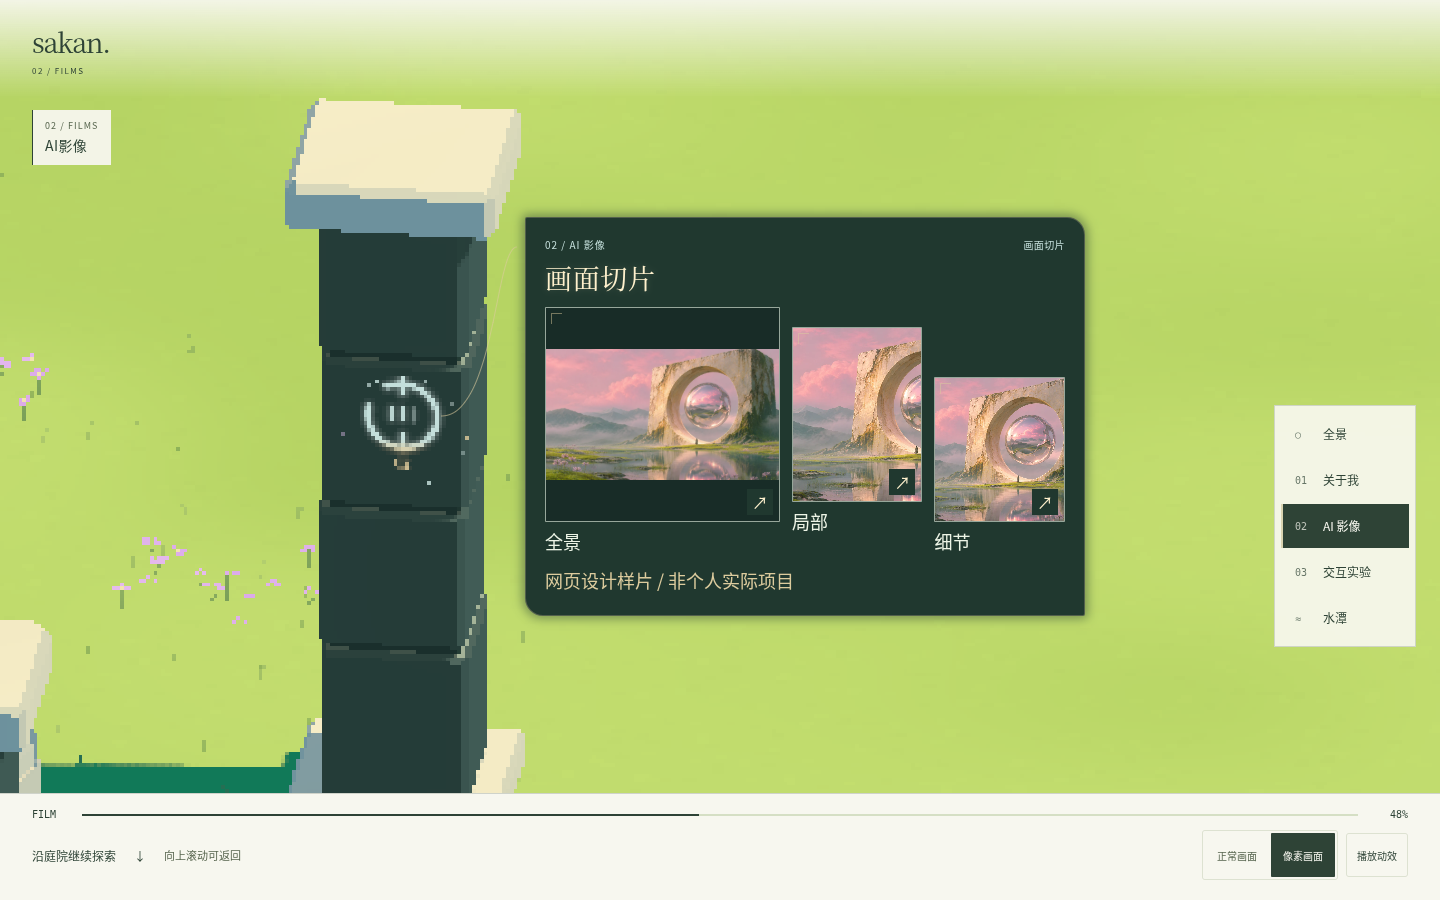 sakan.
02 / FILMS
02 / FILMS
AI影像
02 / AI 影像
画面切片
画面切片
全景
局部
细节
网页设计样片 / 非个人实际项目
○ 全景
01 关于我
02 AI 影像
03 交互实验
≈ 水潭
FILM
48%
沿庭院继续探索 ↓ 向上滚动可返回
正常画面 像素画面 播放动效